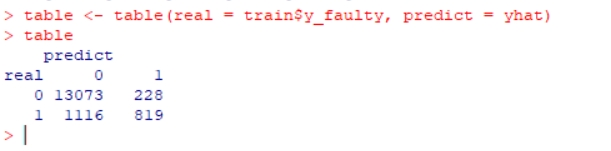 > table <- table(real = train$y_faulty, predict = yhat)
> table
    predict
real     0     1
   0 13073   228
   1  1116   819
>